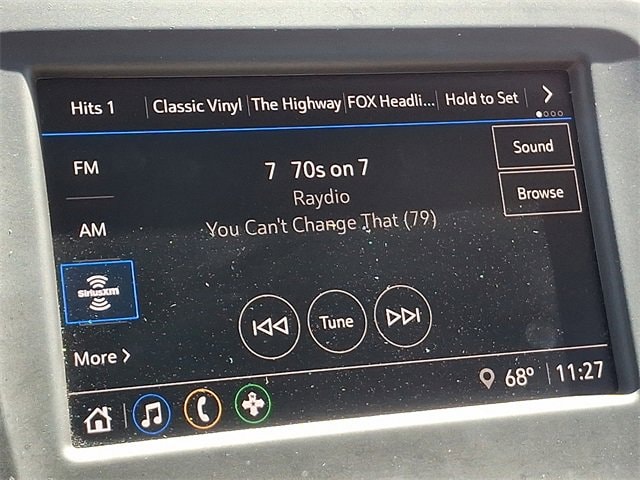 Hits 1 Classic Vinyl The Highway FOX Headli... Hold to Set
FM
7 70s on 7
Sound
Raydio
Browse
AM
You Can't Change That (79)
SiriusXM
Tune
More
68° 11:27